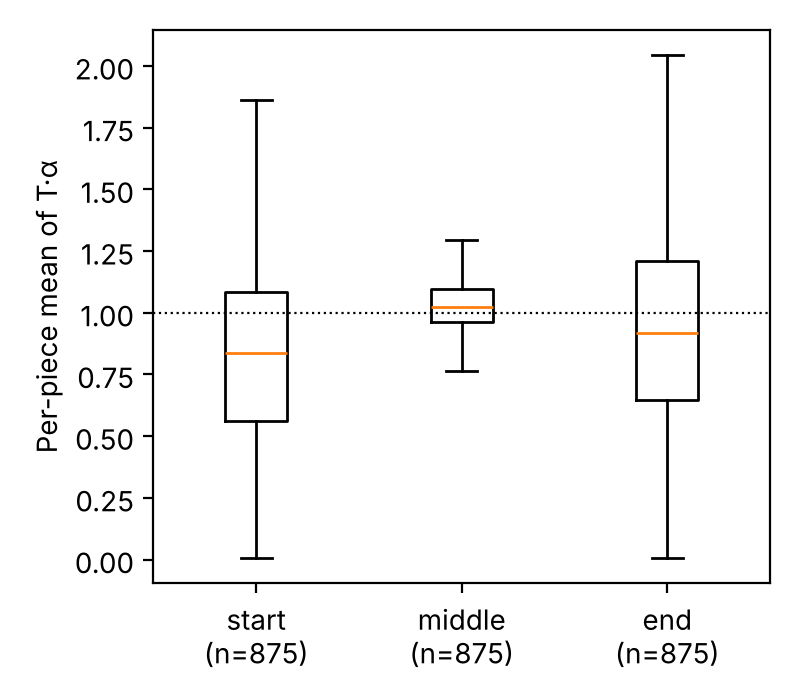 Per-piece mean of T·α
2.00
1.75
1.50
1.25
1.00
0.75
0.50
0.25
0.00
start
(n=875)
middle
(n=875)
end
(n=875)